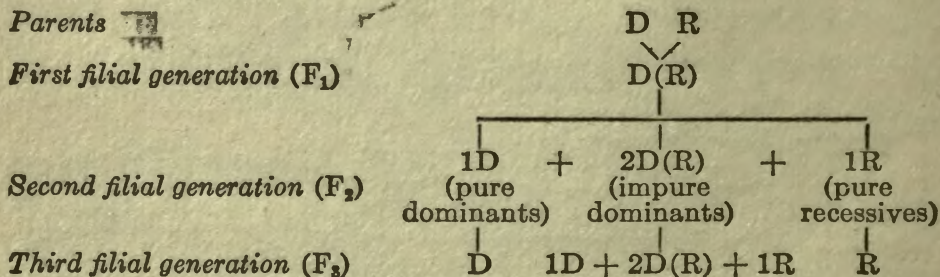 Parents D R
First filial generation (F₁) D(R)
1D + 2D(R) + 1R
Second filial generation (F₂) (pure (impure (pure
dominants) dominants) recessives)
Third filial generation (F₃) D 1D + 2D(R) + 1R R